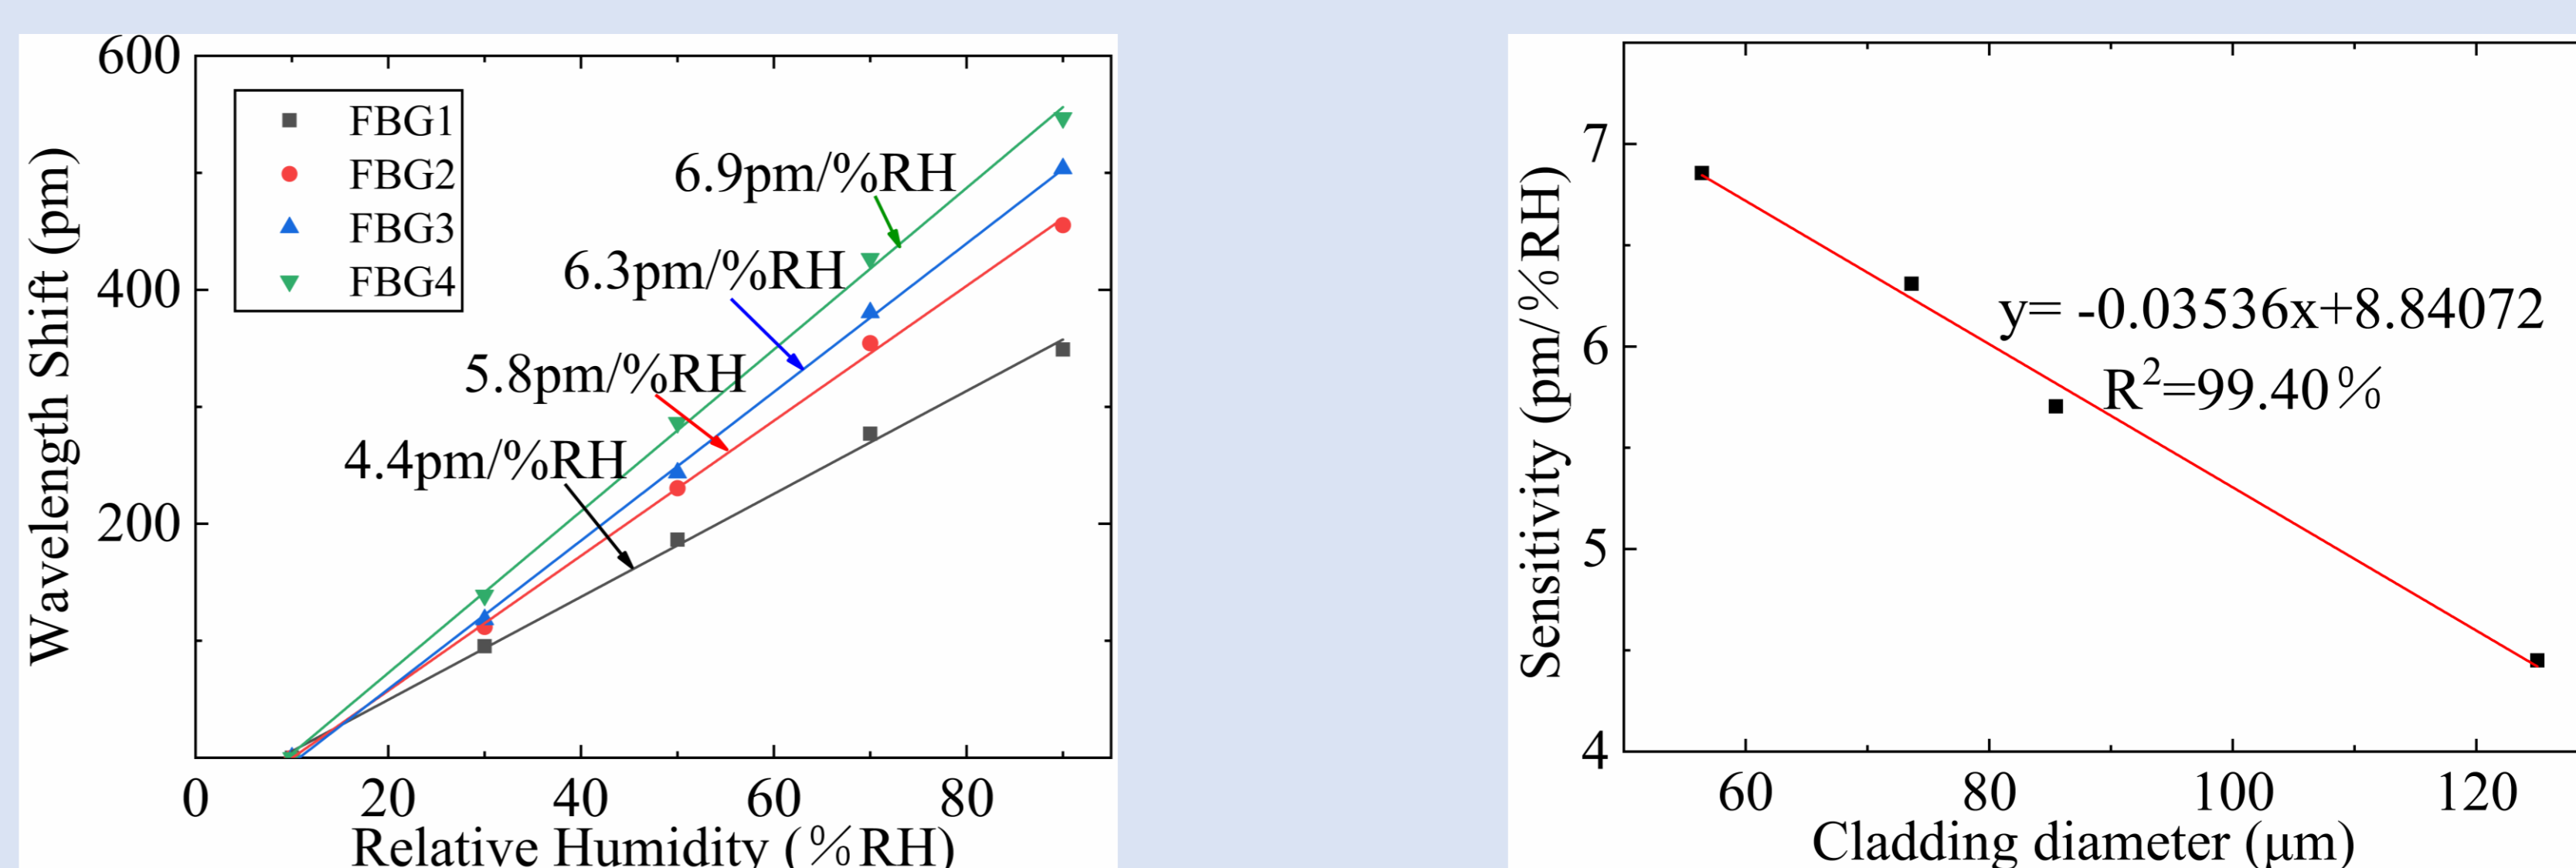 600
400
200
Wavelength Shift (pm)
FBG1
FBG2
FBG3
FBG4
6.9pm/%RH
6.3pm/%RH
5.8pm/%RH
4.4pm/%RH
0 20 40 60 80
Relative Humidity (%RH)
7
6
5
4
Sensitivity (pm/%RH)
y= -0.03536x+8.84072
R²=99.40%
60 80 100 120
Cladding diameter (μm)